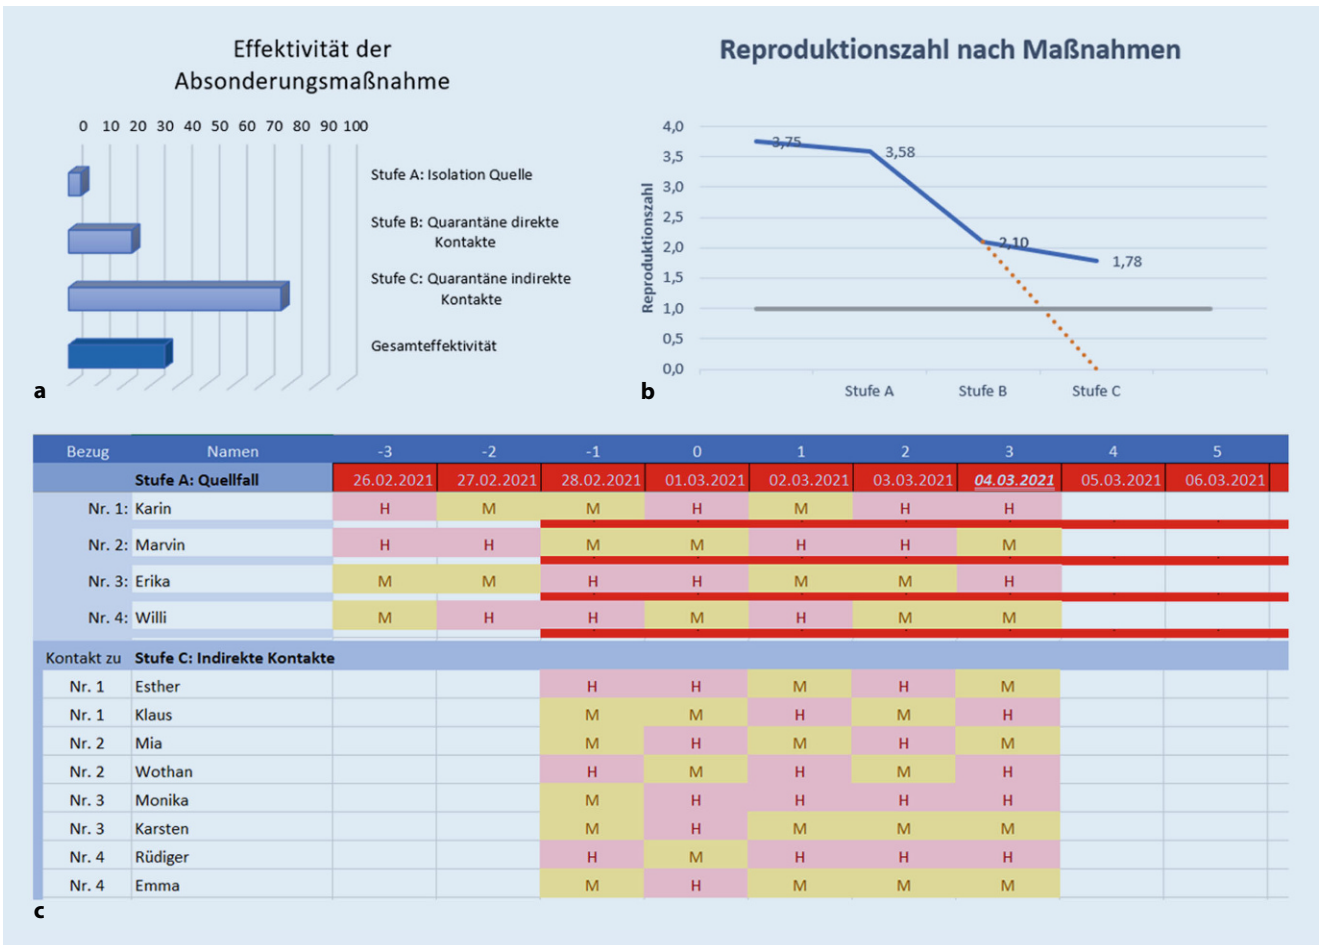 Effektivität der
Absonderungsmaßnahme
0 10 20 30 40 50 60 70 80 90 100
Stufe A: Isolation Quelle
Stufe B: Quarantäne direkte
Kontakte
Stufe C: Quarantäne indirekte
Kontakte
Gesamteffektivität
a
Reproduktionszahl nach Maßnahmen
Reproduktionszahl
4,0
3,5
3,0
2,5
2,0
1,5
1,0
0,5
0,0
3,75
3,58
2,10
1,78
Stufe A Stufe B Stufe C
b
Bezug Namen -3 -2 -1 0 1 2 3 4 5
Stufe A: Quellfall 26.02.2021 27.02.2021 28.02.2021 01.03.2021 02.03.2021 03.03.2021 04.03.2021 05.03.2021 06.03.2021
Nr. 1: Karin H M M H M H H
Nr. 2: Marvin H H M M H H M
Nr. 3: Erika M M H H M M H
Nr. 4: Willi M H H M H M M
Kontakt zu Stufe C: Indirekte Kontakte
Nr. 1 Esther H H M H M
Nr. 1 Klaus M M H M H
Nr. 2 Mia M H M H M
Nr. 2 Wothan H M H M H
Nr. 3 Monika M H H H H
Nr. 3 Karsten M H M M M
Nr. 4 Rüdiger H M H H H
Nr. 4 Emma M H M M M
c